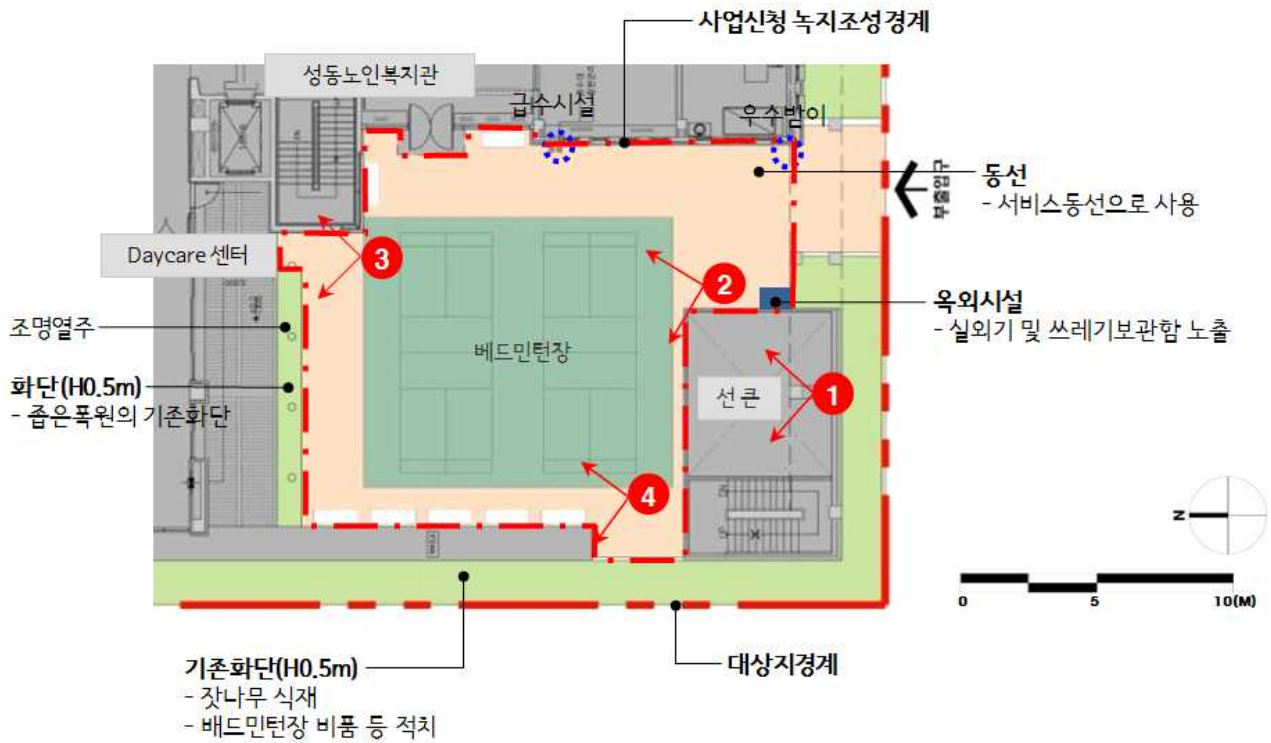 사업신청 녹지조성경계
성동노인복지관
급수시설
우수받이
동선
- 서비스동선으로 사용
부출입구
Daycare 센터
3
2
옥외시설
- 실외기 및 쓰레기보관함 노출
조명열주
베드민턴장
화단(H0.5m)
- 좁은폭원의 기존화단
선큰
1
4
N
0 5 10(M)
기존화단(H0.5m)
- 잣나무 식재
- 배드민턴장 비품 등 적치
대상지경계